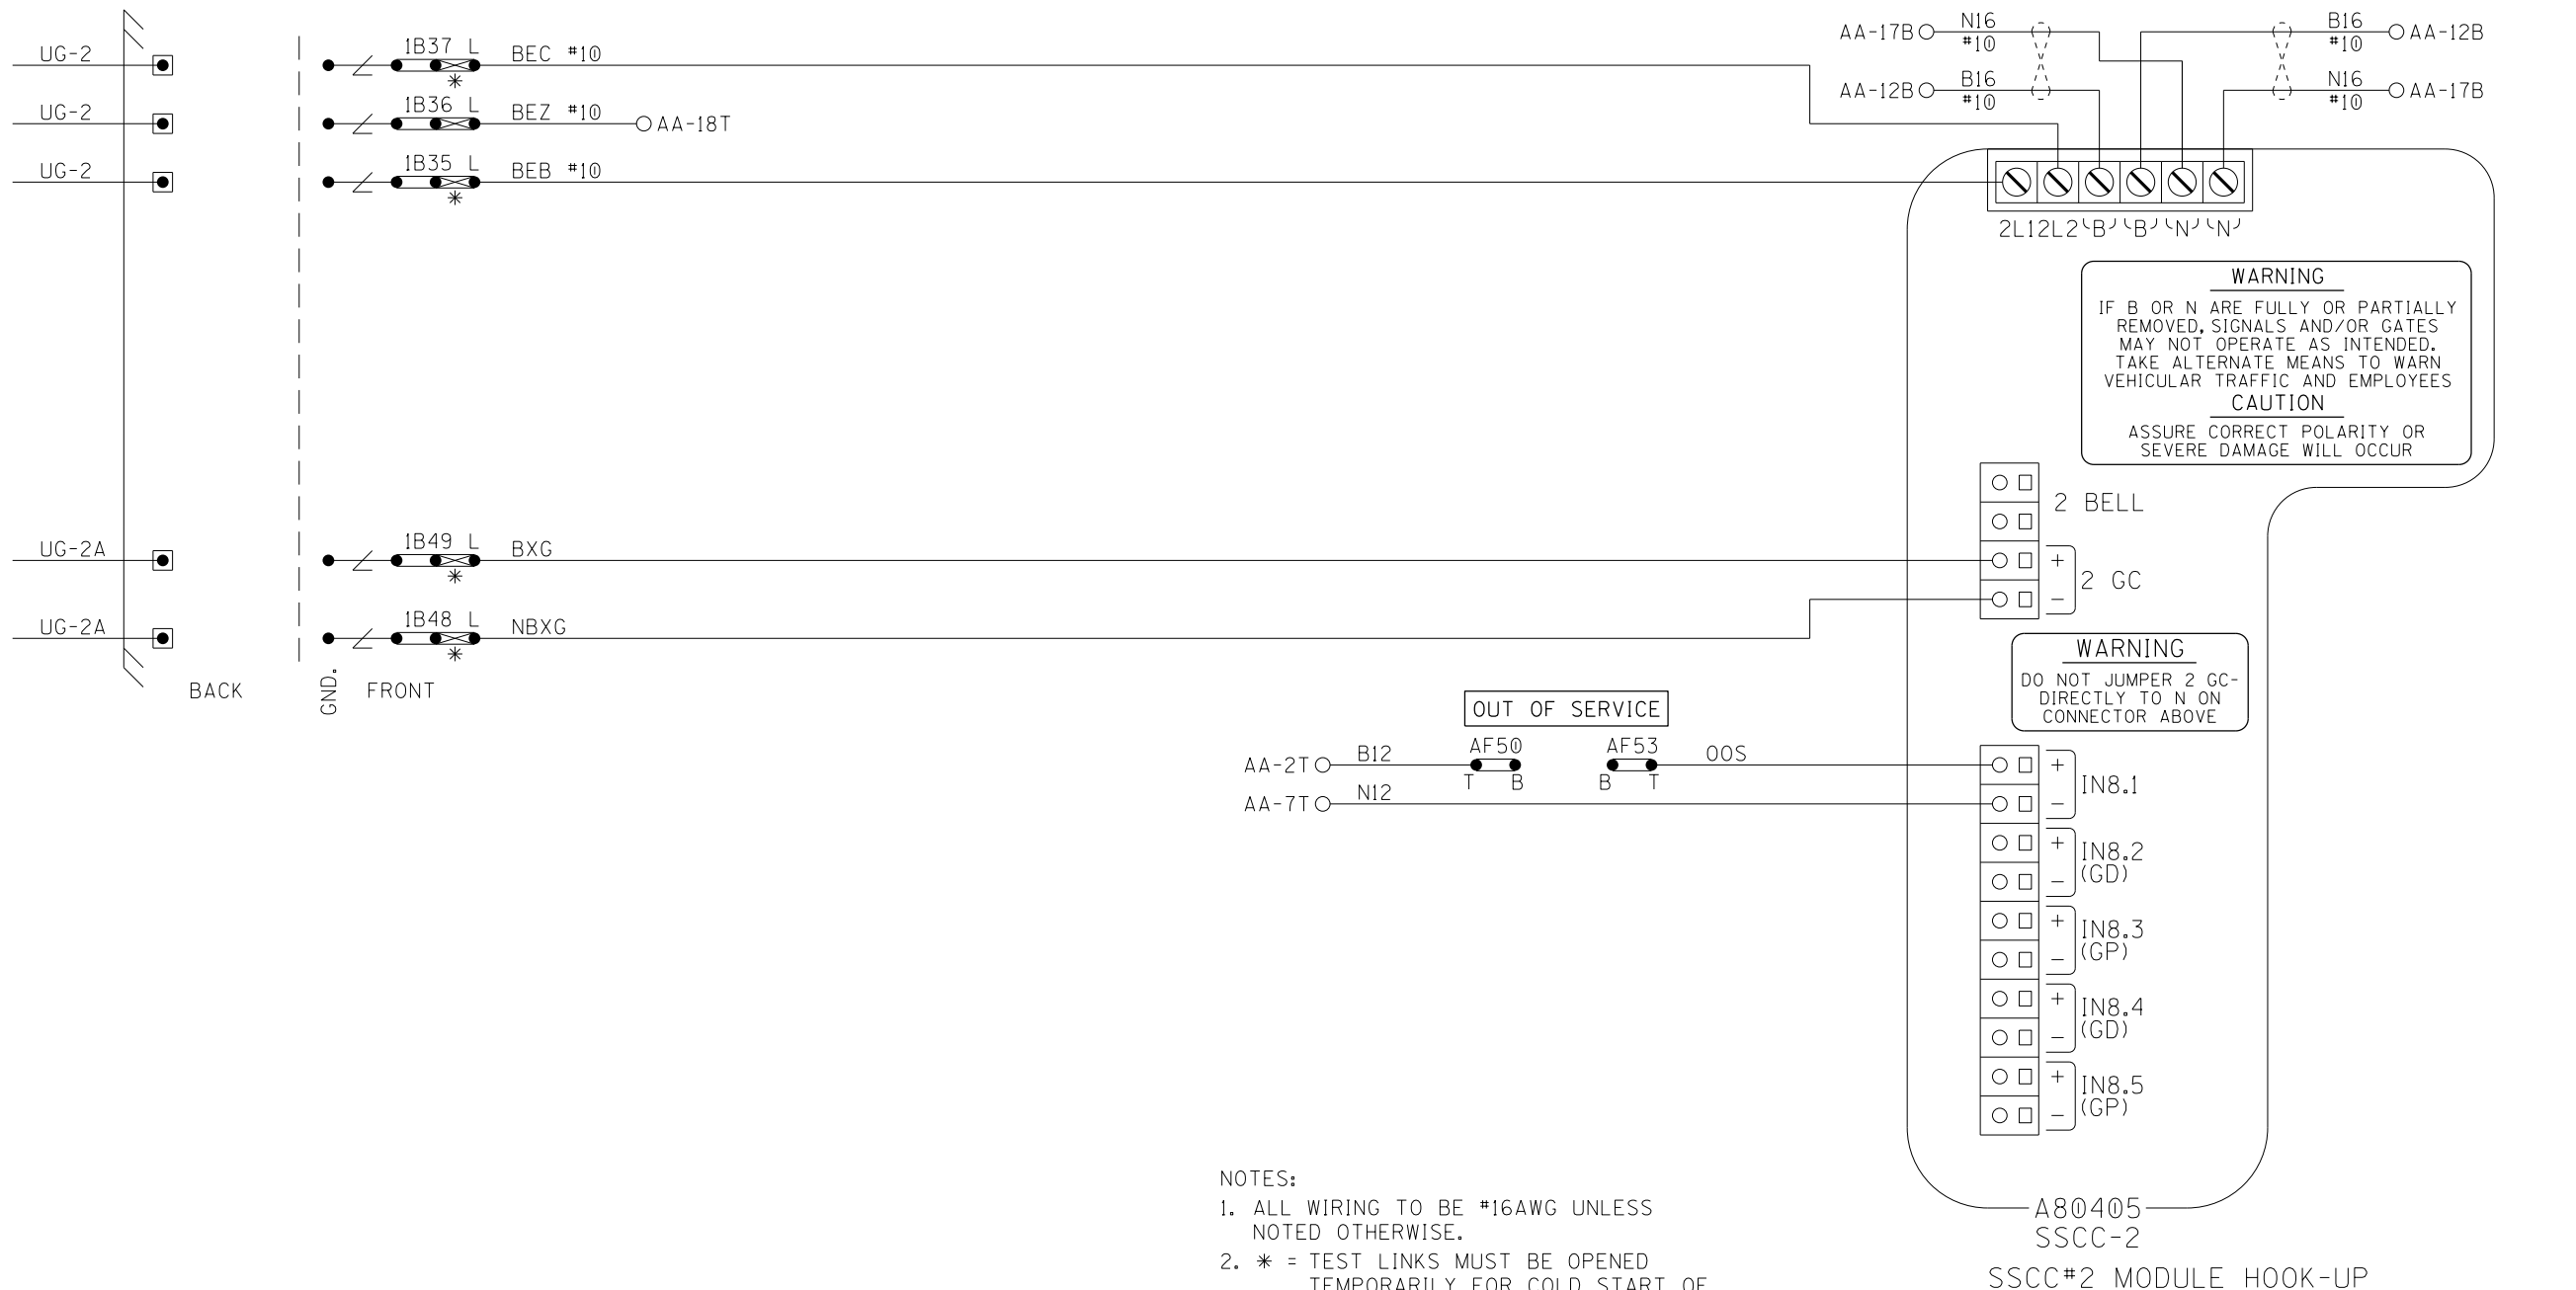 UG-2
1B37 L
BEC #10
UG-2
1B36 L
BEZ #10
AA-18T
UG-2
1B35 L
BEB #10
*
*
UG-2A
1B49 L
BXG
*
UG-2A
1B48 L
NBXG
*
BACK
GND.
FRONT
AA-17B
N16
#10
AA-12B
B16
#10
B16
#10
AA-12B
N16
#10
AA-17B
2L1 2L2 B B N N
WARNING
IF B OR N ARE FULLY OR PARTIALLY
REMOVED, SIGNALS AND/OR GATES
MAY NOT OPERATE AS INTENDED.
TAKE ALTERNATE MEANS TO WARN
VEHICULAR TRAFFIC AND EMPLOYEES
CAUTION
ASSURE CORRECT POLARITY OR
SEVERE DAMAGE WILL OCCUR
2 BELL
+
2 GC
-
WARNING
DO NOT JUMPER 2 GC-
DIRECTLY TO N ON
CONNECTOR ABOVE
OUT OF SERVICE
AA-2T
B12
AF50
T B
AF53
B T
OOS
AA-7T
N12
+
IN8.1
-
+
IN8.2
(GD)
-
+
IN8.3
(GP)
-
+
IN8.4
(GD)
-
+
IN8.5
(GP)
-
A80405
SSCC-2
SSCC#2 MODULE HOOK-UP
NOTES:
1. ALL WIRING TO BE #16AWG UNLESS
NOTED OTHERWISE.
2. * = TEST LINKS MUST BE OPENED
TEMPORARILY FOR COLD START OF